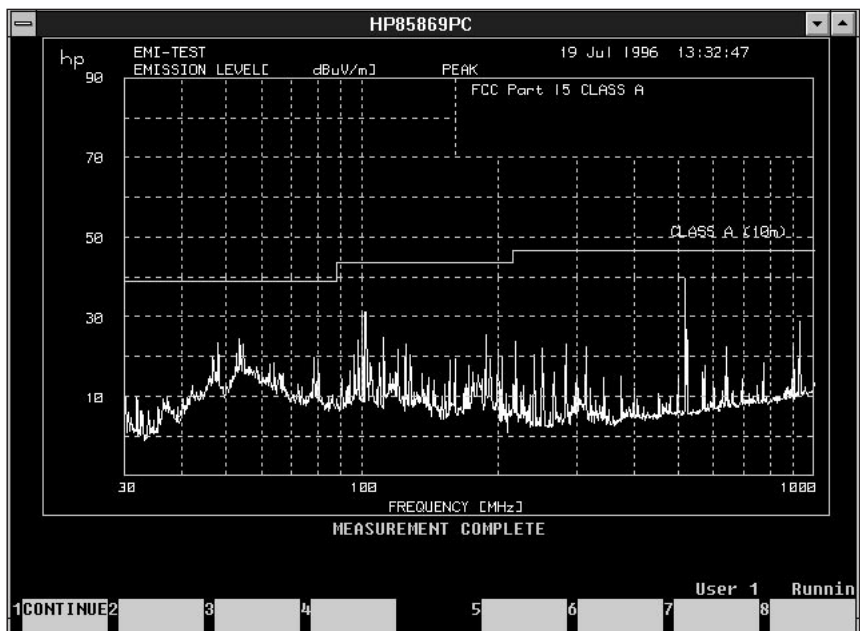 HP85869PC
hp
EMI-TEST 19 Jul 1996 13:32:47
EMISSION LEVEL[ dBuV/m] PEAK
90
FCC Part 15 CLASS A
70
50
CLASS A (10m)
30
10
30 100 1000
FREQUENCY [MHz]
MEASUREMENT COMPLETE
User 1 Runnin
1CONTINUE2 3 4 5 6 7 8